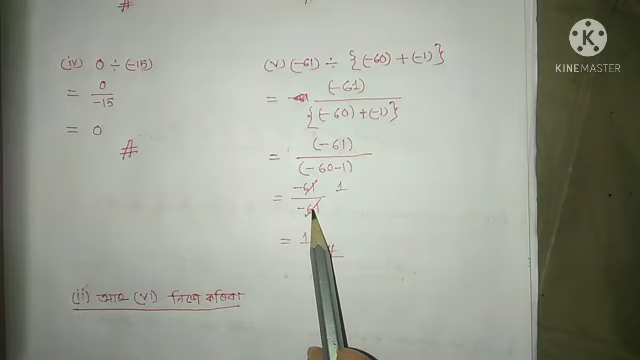 #
(iv) 0 ÷ (-15)
= 0/-15
= 0
#
(v) (-61) ÷ {(-60) + (-1)}
= (-61)/{(-60) + (-1)}
= (-61)/(-60-1)
= -61/-61 1
= 1
(ii) আৰু (vi) নিজে কৰিবা
KINEMASTER